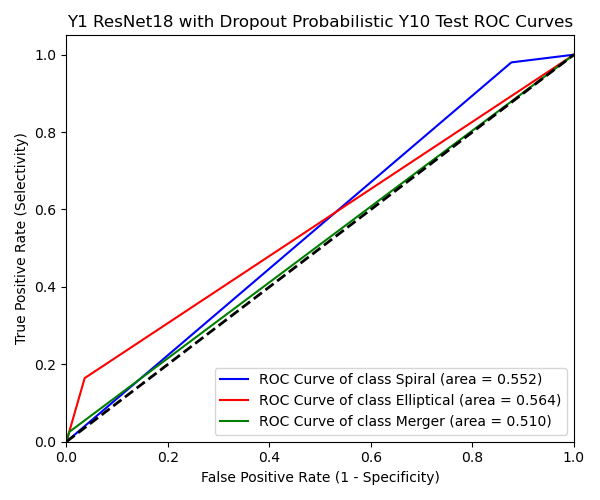 Y1 ResNet18 with Dropout Probabilistic Y10 Test ROC Curves
1.0
0.8
0.6
0.4
0.2
0.0
True Positive Rate (Selectivity)
ROC Curve of class Spiral (area = 0.552)
ROC Curve of class Elliptical (area = 0.564)
ROC Curve of class Merger (area = 0.510)
0.0 0.2 0.4 0.6 0.8 1.0
False Positive Rate (1 - Specificity)